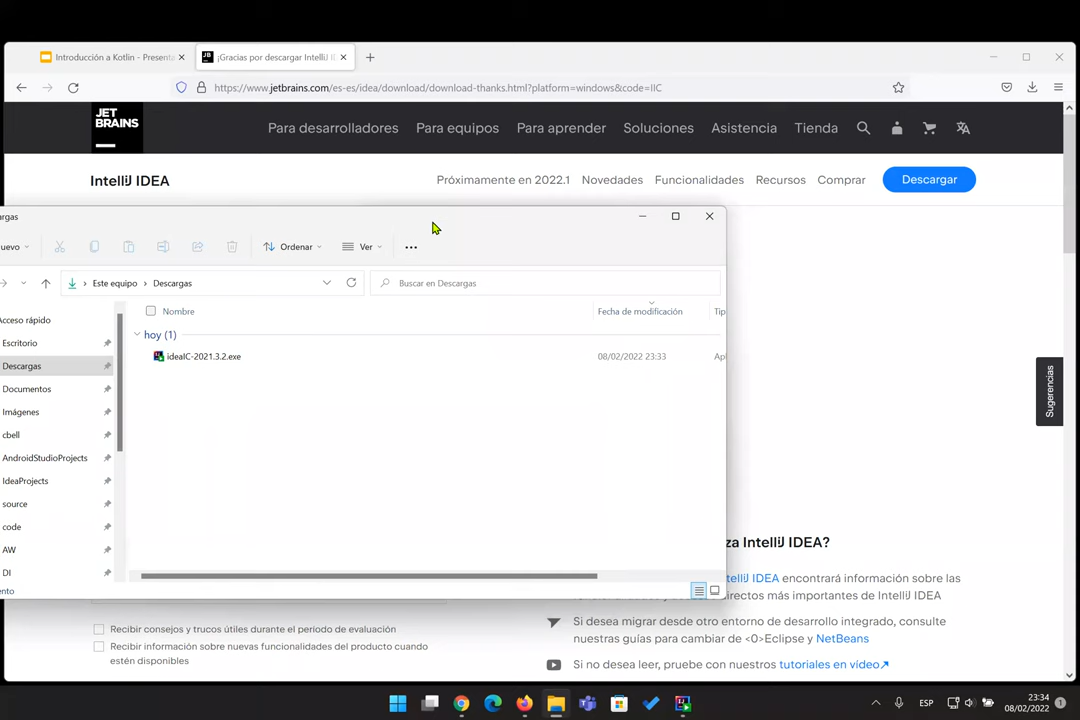 Introducción a Kotlin - Presenta
¡Gracias por descargar IntelliJ I
https://www.jetbrains.com/es-es/idea/download/download-thanks.html?platform=windows&code=IIC
JET
BRAINS
Para desarrolladores
Para equipos
Para aprender
Soluciones
Asistencia
Tienda
IntelliJ IDEA
Próximamente en 2022.1
Novedades
Funcionalidades
Recursos
Comprar
Descargar
cargas
uevo
Ordenar
Ver
Este equipo
Descargas
Buscar en Descargas
Nombre
Fecha de modificación
Tip
Acceso rápido
hoy (1)
Escritorio
ideaIC-2021.3.2.exe
08/02/2022 23:33
Apl
Descargas
Documentos
Imágenes
cbell
AndroidStudioProjects
IdeaProjects
source
code
AW
DI
ento
Sugerencias
za IntelliJ IDEA?
telliJ IDEA encontrará información sobre las
directos más importantes de IntelliJ IDEA
Si desea migrar desde otro entorno de desarrollo integrado, consulte
nuestras guías para cambiar de <0>Eclipse y NetBeans
Si no desea leer, pruebe con nuestros tutoriales en vídeo↗
Recibir consejos y trucos útiles durante el período de evaluación
Recibir información sobre nuevas funcionalidades del producto cuando
estén disponibles
ESP
23:34
08/02/2022
1